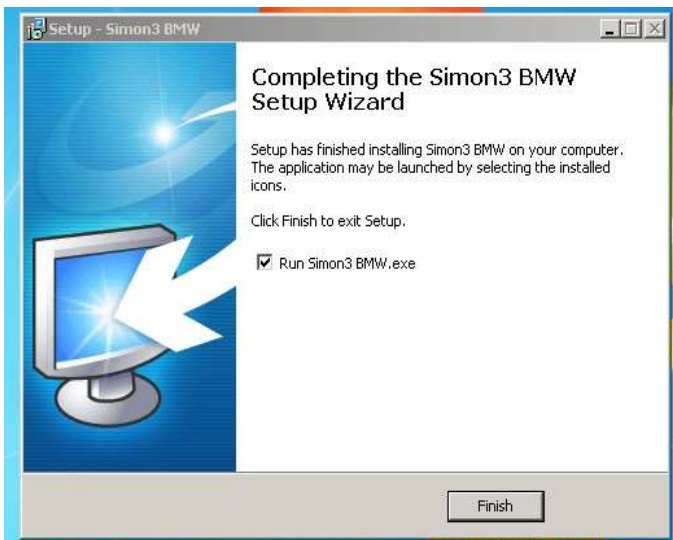 Setup - Simon3 BMW
Completing the Simon3 BMW
Setup Wizard
Setup has finished installing Simon3 BMW on your computer.
The application may be launched by selecting the installed
icons.
Click Finish to exit Setup.
Run Simon3 BMW.exe
Finish